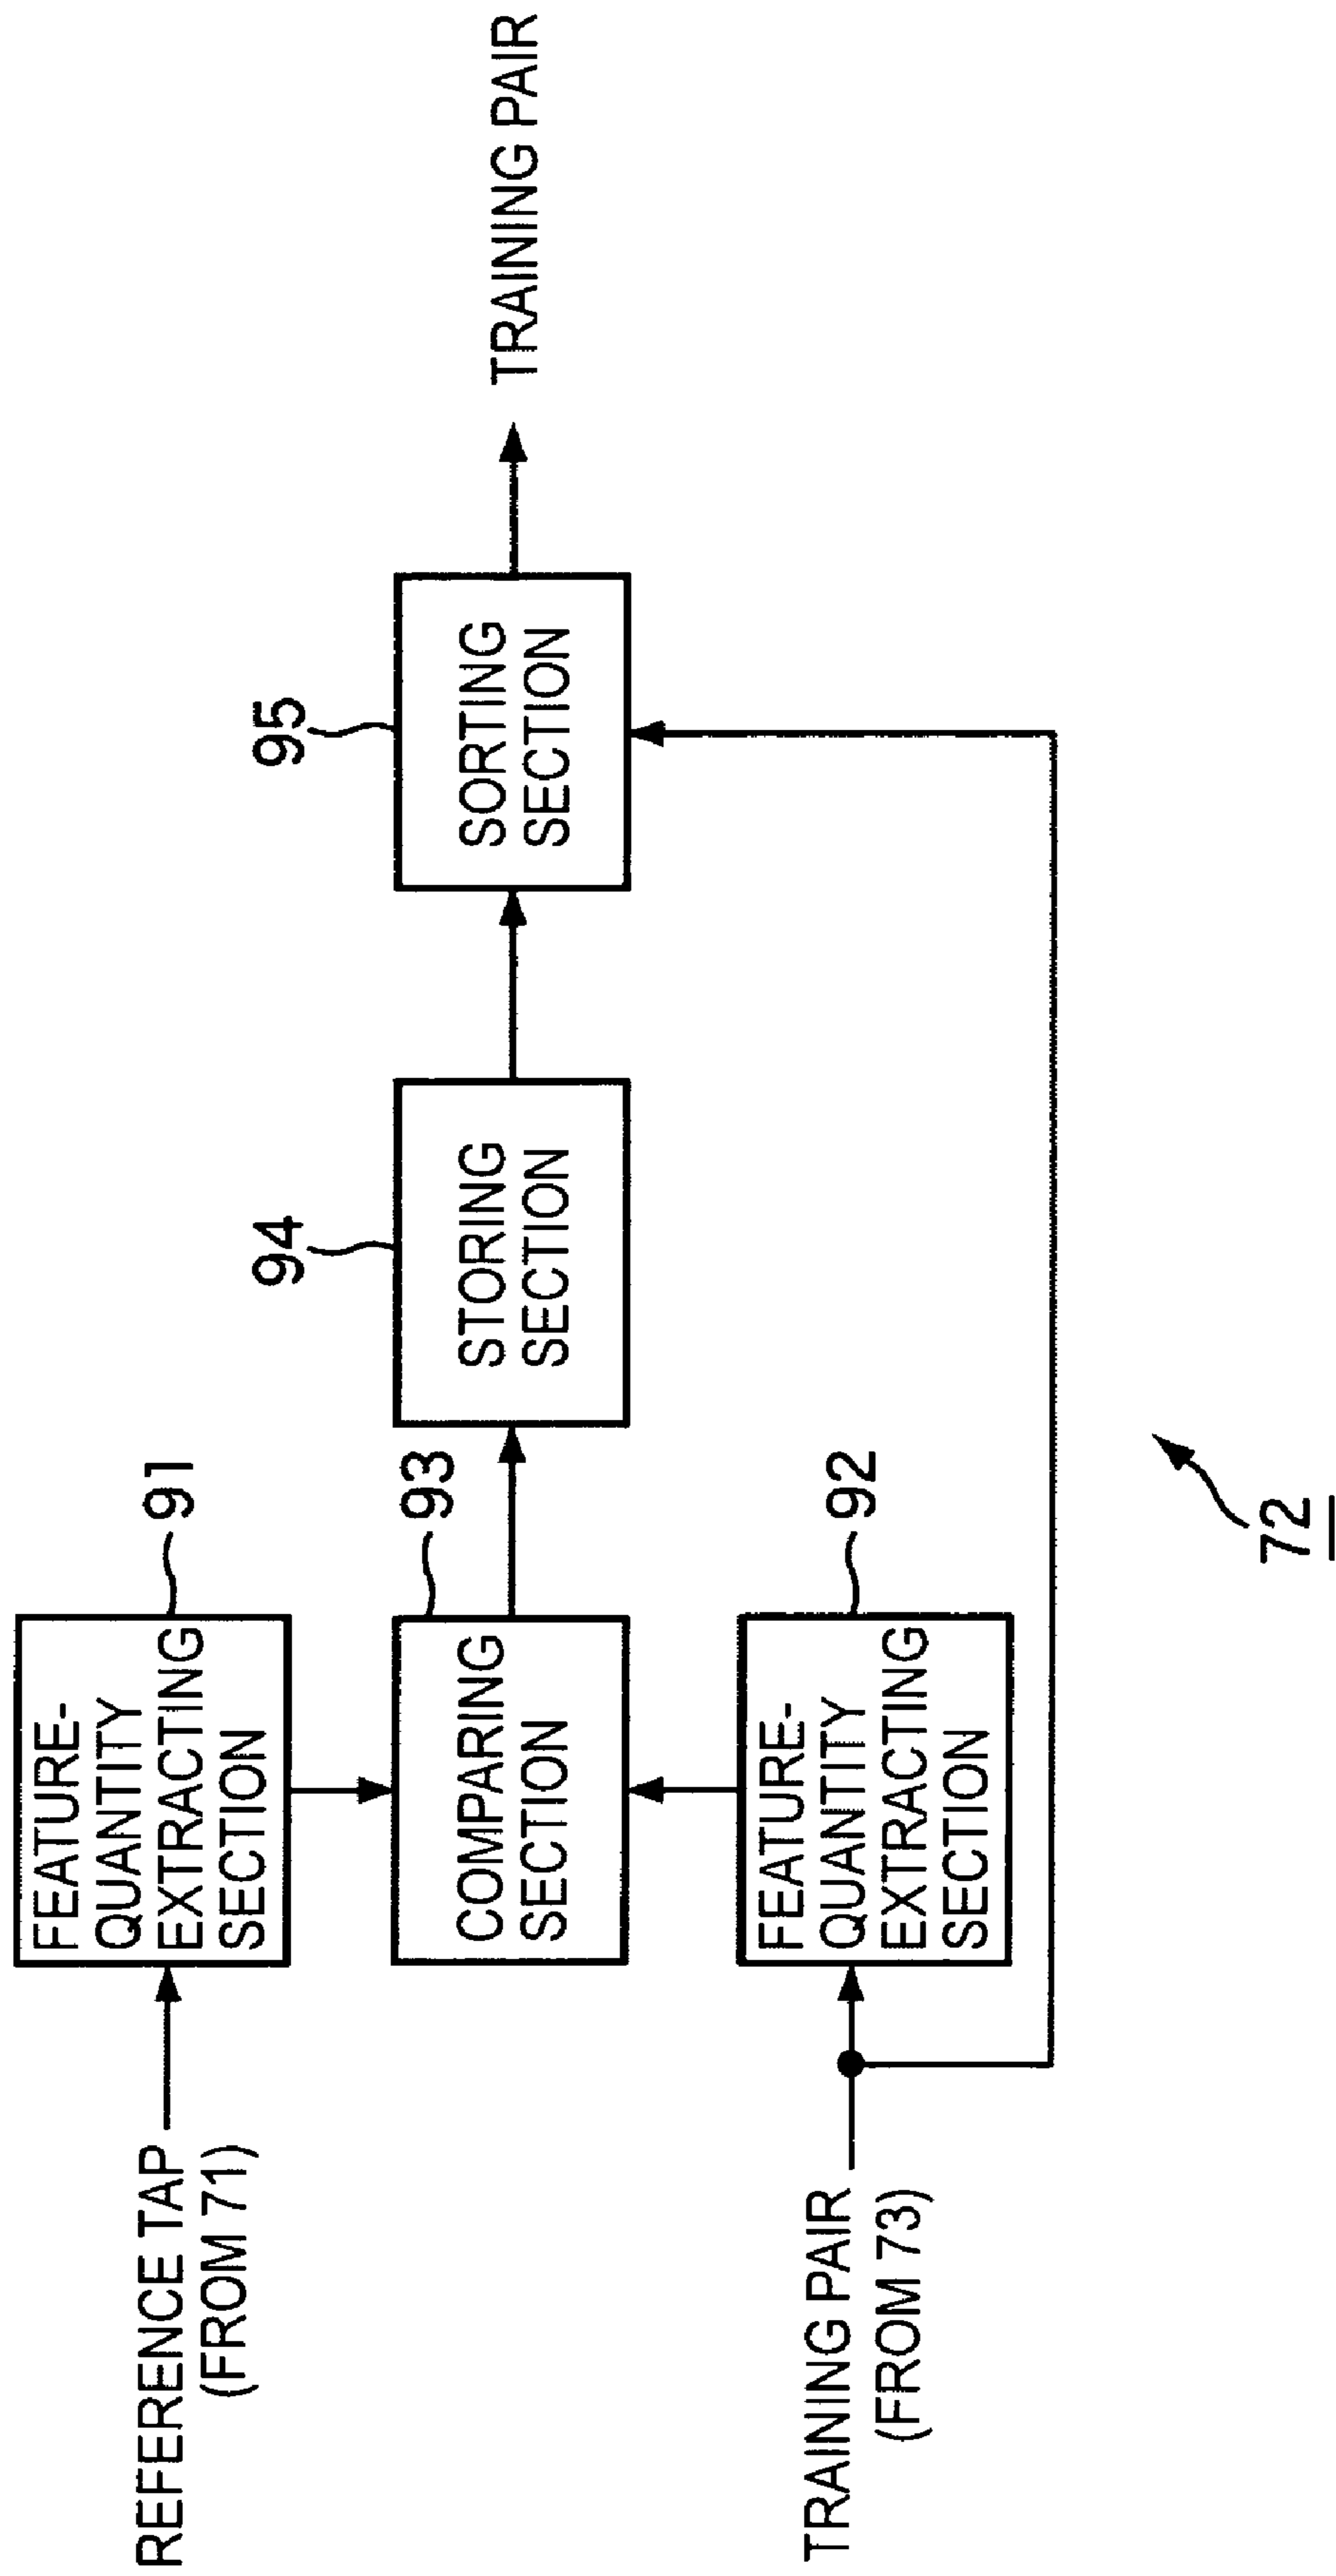 REFERENCE TAP
(FROM 71)
91
FEATURE-
QUANTITY
EXTRACTING
SECTION
93
COMPARING
SECTION
94
STORING
SECTION
95
SORTING
SECTION
TRAINING PAIR
TRAINING PAIR
(FROM 73)
92
FEATURE-
QUANTITY
EXTRACTING
SECTION
72